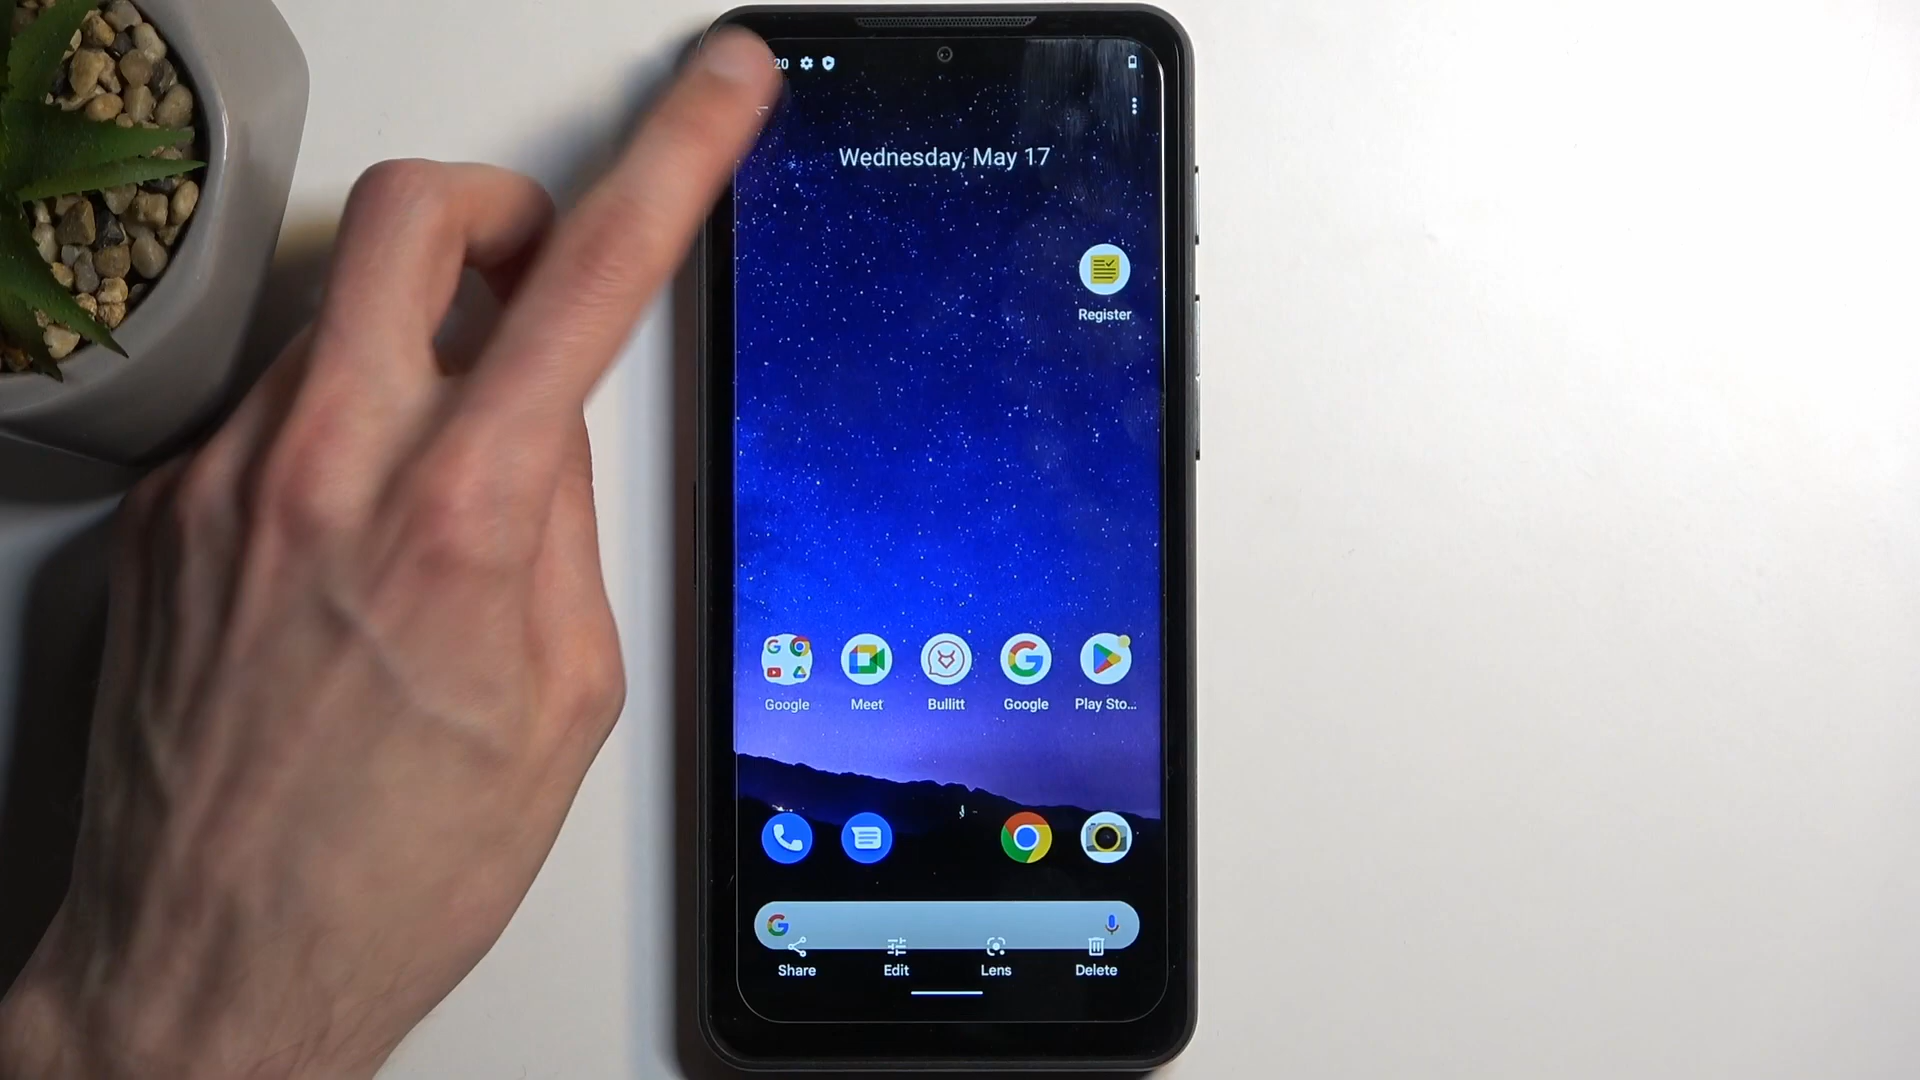 20
Wednesday, May 17
Register
Google
Meet
Bullitt
Google
Play Sto...
Share
Edit
Lens
Delete